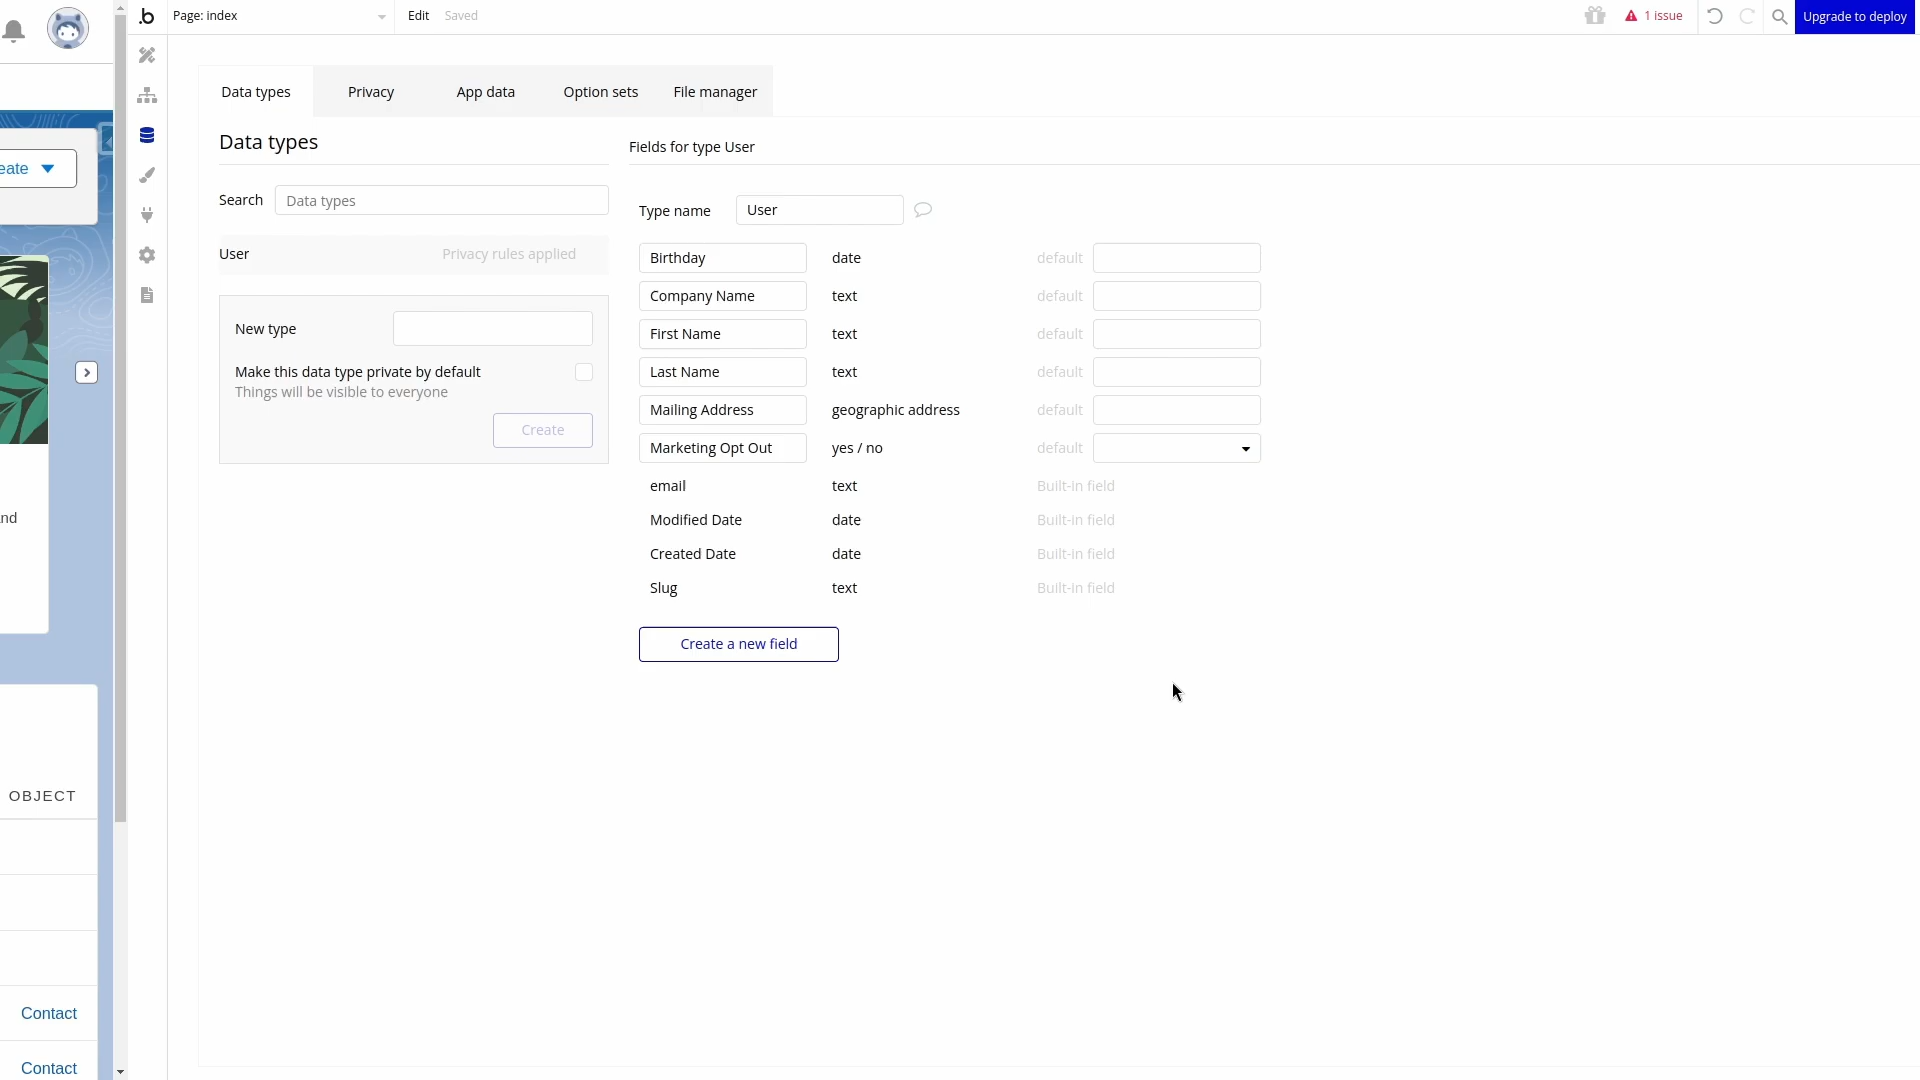 Page: index
Edit
Saved
1 issue
Upgrade to deploy
Data types
Privacy
App data
Option sets
File manager
Data types
Search
Data types
User
Privacy rules applied
New type
Make this data type private by default
Things will be visible to everyone
Create
Fields for type User
Type name
User
Birthday date default
Company Name text default
First Name text default
Last Name text default
Mailing Address geographic address default
Marketing Opt Out yes / no default
email text Built-in field
Modified Date date Built-in field
Created Date date Built-in field
Slug text Built-in field
Create a new field
eate
nd
OBJECT
Contact
Contact